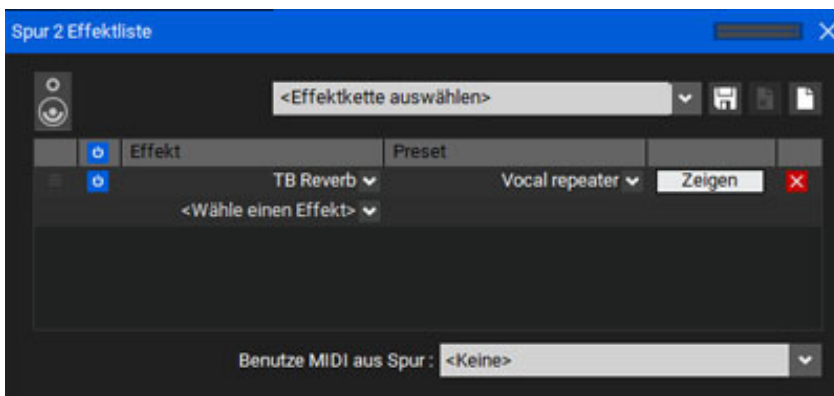 Spur 2 Effektliste
<Effektkette auswählen>
Effekt Preset
TB Reverb Vocal repeater Zeigen
<Wähle einen Effekt>
Benutze MIDI aus Spur : <Keine>